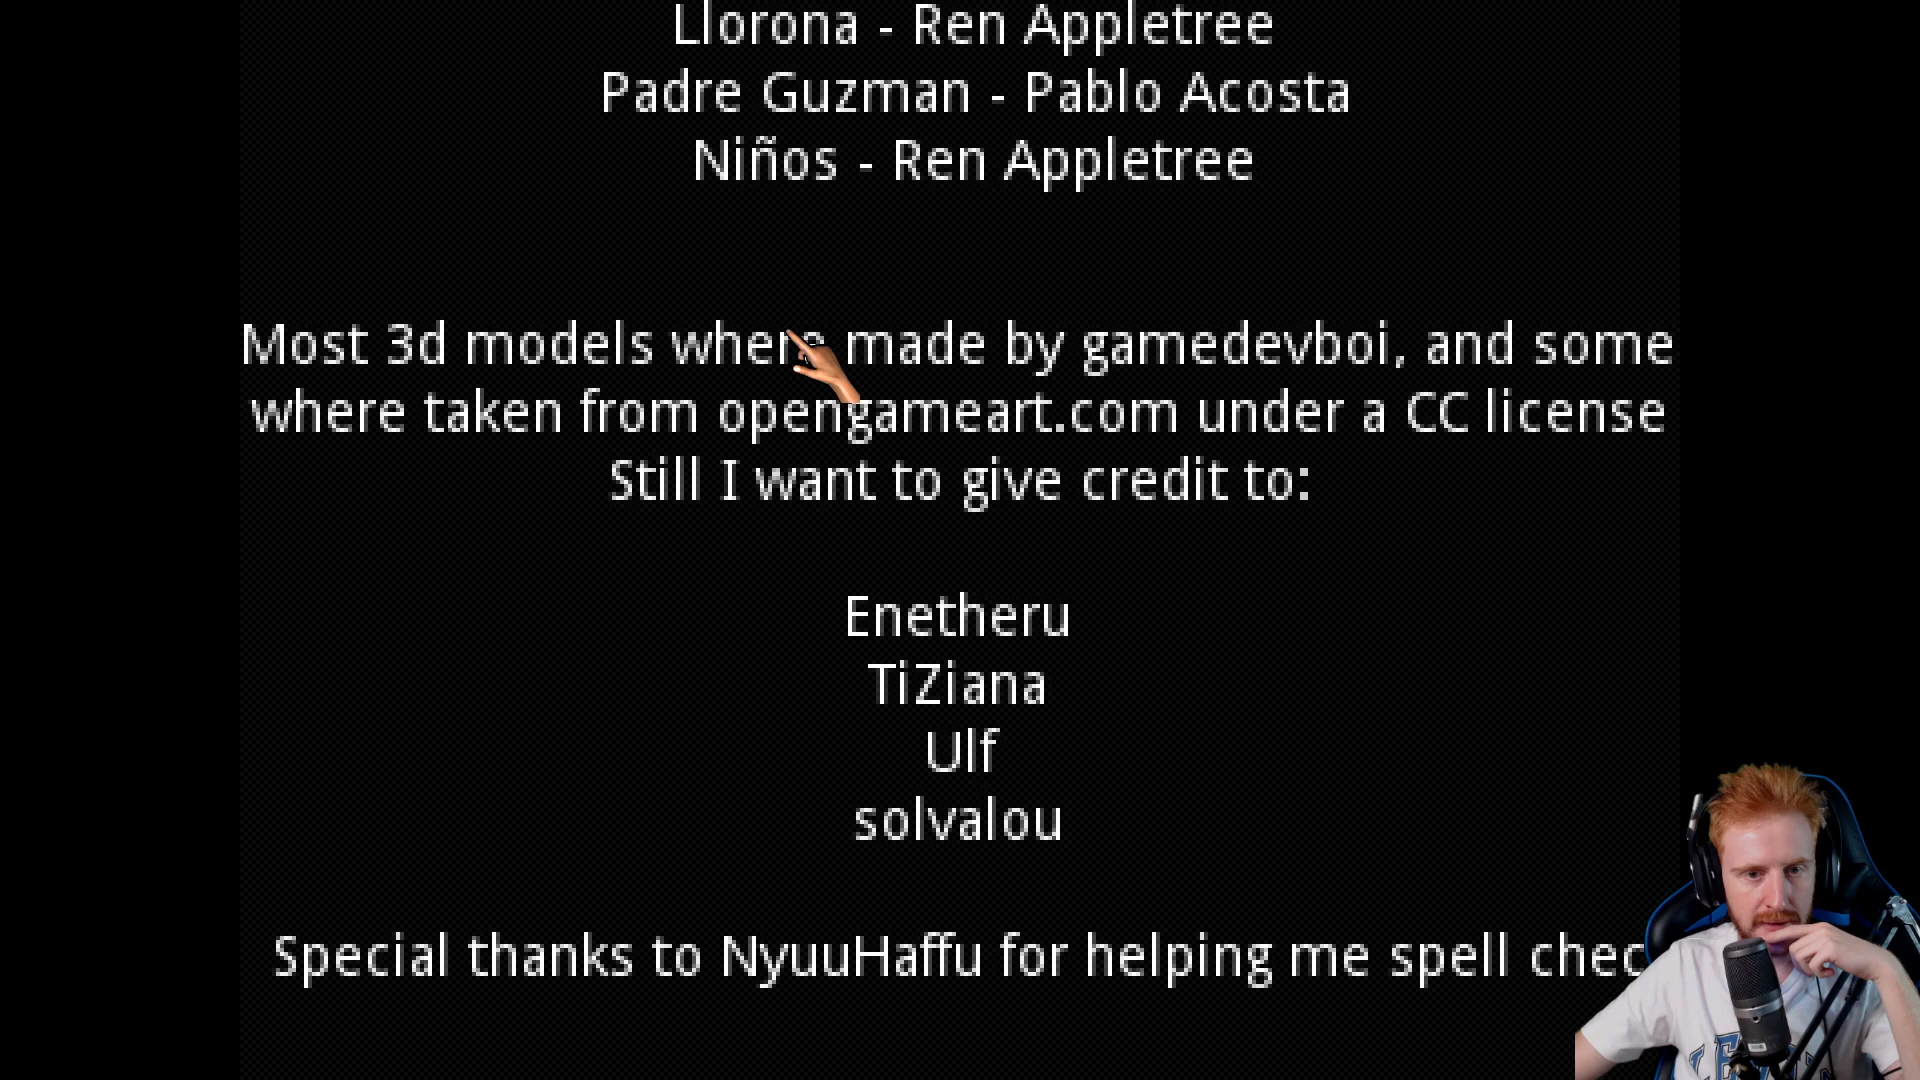 Llorona - Ren Appletree
Padre Guzman - Pablo Acosta
Niños - Ren Appletree
Most 3d models where made by gamedevboi, and some
where taken from opengameart.com under a CC license
Still I want to give credit to:
Enetheru
TiZiana
Ulf
solvalou
Special thanks to NyuuHaffu for helping me spell chec